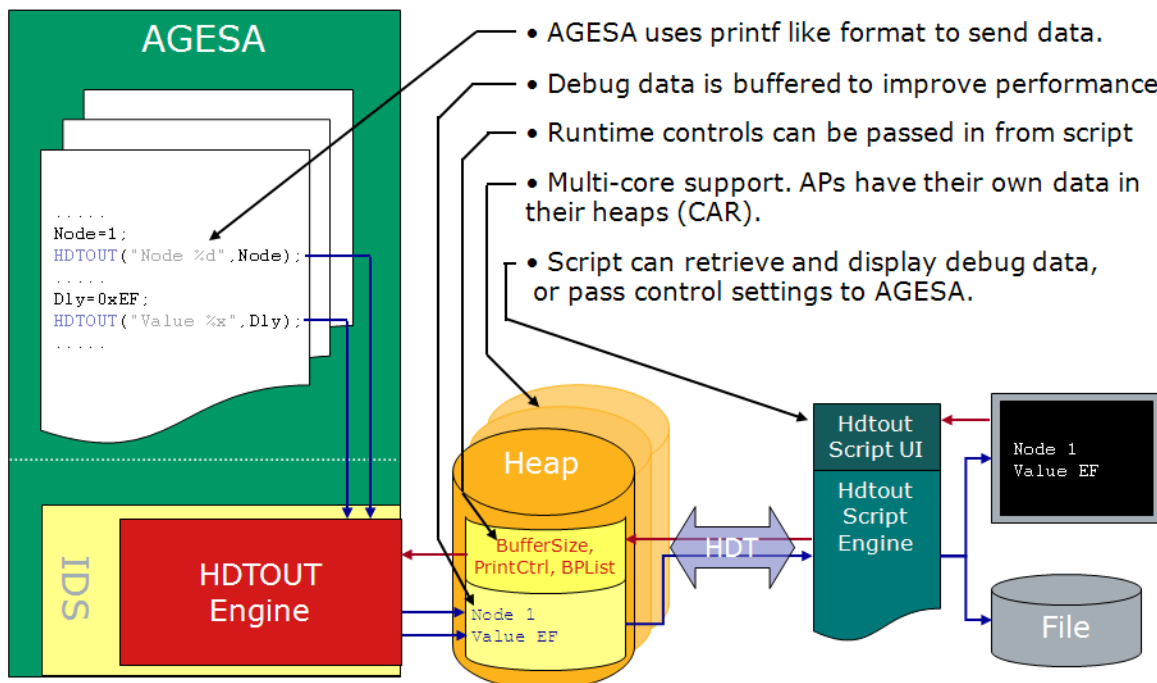 AGESA
• AGESA uses printf like format to send data.
• Debug data is buffered to improve performance
• Runtime controls can be passed in from script
• Multi-core support. APs have their own data in
their heaps (CAR).
• Script can retrieve and display debug data,
or pass control settings to AGESA.
.....
Node=1;
HDTOUT("Node %d",Node);
.....
Dly=0xEF;
HDTOUT("Value %x",Dly);
.....
IDS
HDTOUT
Engine
Heap
BufferSize,
PrintCtrl, BPList
Node 1
Value EF
HDT
Hdtout
Script UI
Hdtout
Script
Engine
Node 1
Value EF
File